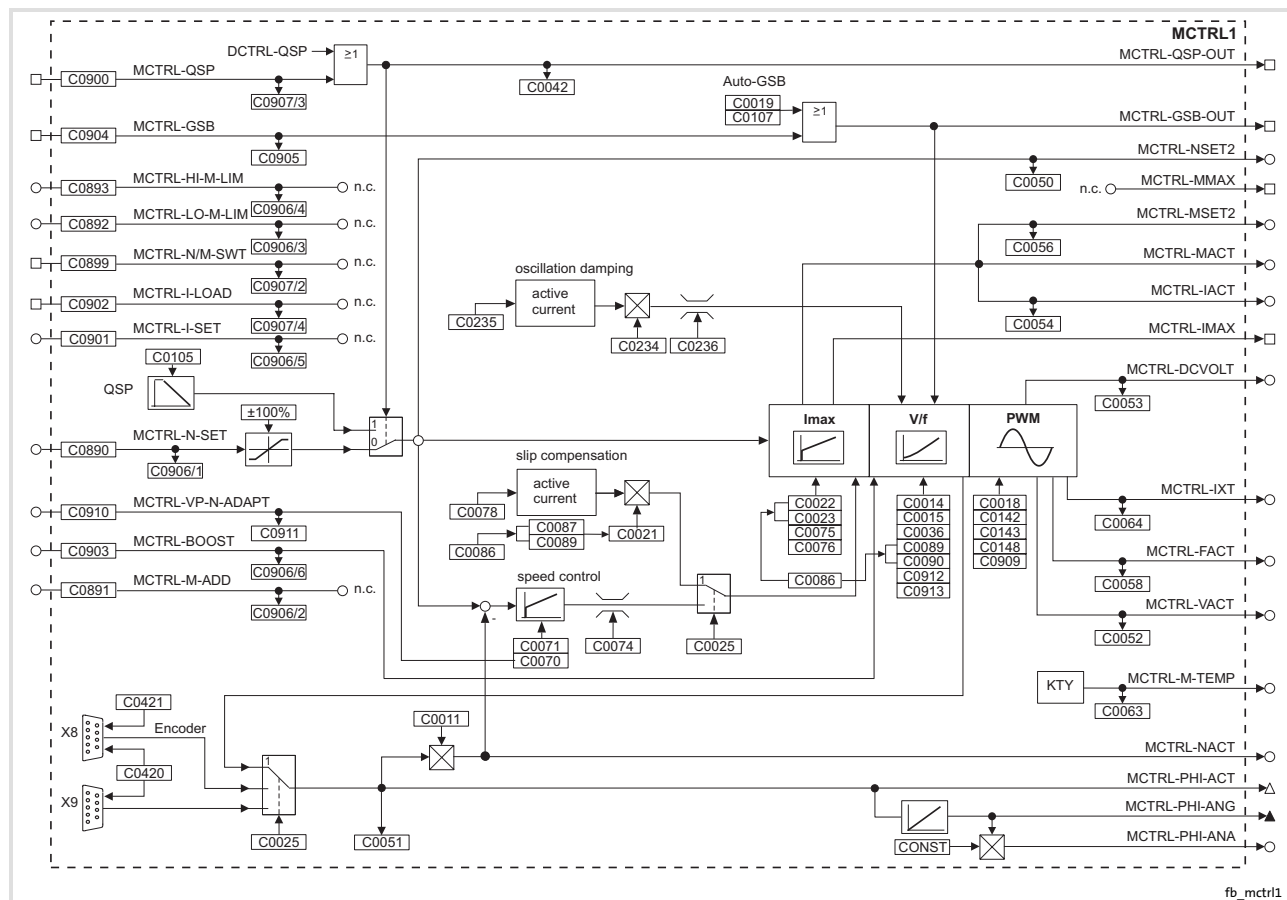 MCTRL1
DCTRL-QSP
≥1
MCTRL-QSP-OUT
C0900
MCTRL-QSP
C0907/3
C0042
Auto-GSB
C0019
C0107
≥1
MCTRL-GSB-OUT
C0904
MCTRL-GSB
C0905
MCTRL-NSET2
C0050
C0893
MCTRL-HI-M-LIM
C0906/4
n.c.
n.c.
MCTRL-MMAX
C0892
MCTRL-LO-M-LIM
C0906/3
n.c.
MCTRL-MSET2
C0056
C0899
MCTRL-N/M-SWT
C0907/2
n.c.
MCTRL-MACT
C0902
MCTRL-I-LOAD
C0907/4
n.c.
MCTRL-IACT
C0054
C0901
MCTRL-I-SET
C0906/5
n.c.
MCTRL-IMAX
oscillation damping
active
current
C0235
C0234
C0236
C0105
QSP
MCTRL-DCVOLT
C0053
±100%
1
0
C0890
MCTRL-N-SET
C0906/1
Imax
V/f
PWM
slip compensation
active
current
C0078
C0086
C0087
C0089
C0021
C0022
C0023
C0075
C0076
C0086
C0014
C0015
C0036
C0089
C0090
C0912
C0913
C0018
C0142
C0143
C0148
C0909
MCTRL-IXT
C0064
C0910
MCTRL-VP-N-ADAPT
C0911
C0903
MCTRL-BOOST
C0906/6
MCTRL-FACT
C0058
C0891
MCTRL-M-ADD
C0906/2
n.c.
speed control
-
C0071
C0070
C0074
1
C0025
MCTRL-VACT
C0052
KTY
MCTRL-M-TEMP
C0063
C0421
X8
Encoder
C0420
X9
1
C0025
C0011
C0051
MCTRL-NACT
MCTRL-PHI-ACT
MCTRL-PHI-ANG
CONST
MCTRL-PHI-ANA
fb_mctrl1